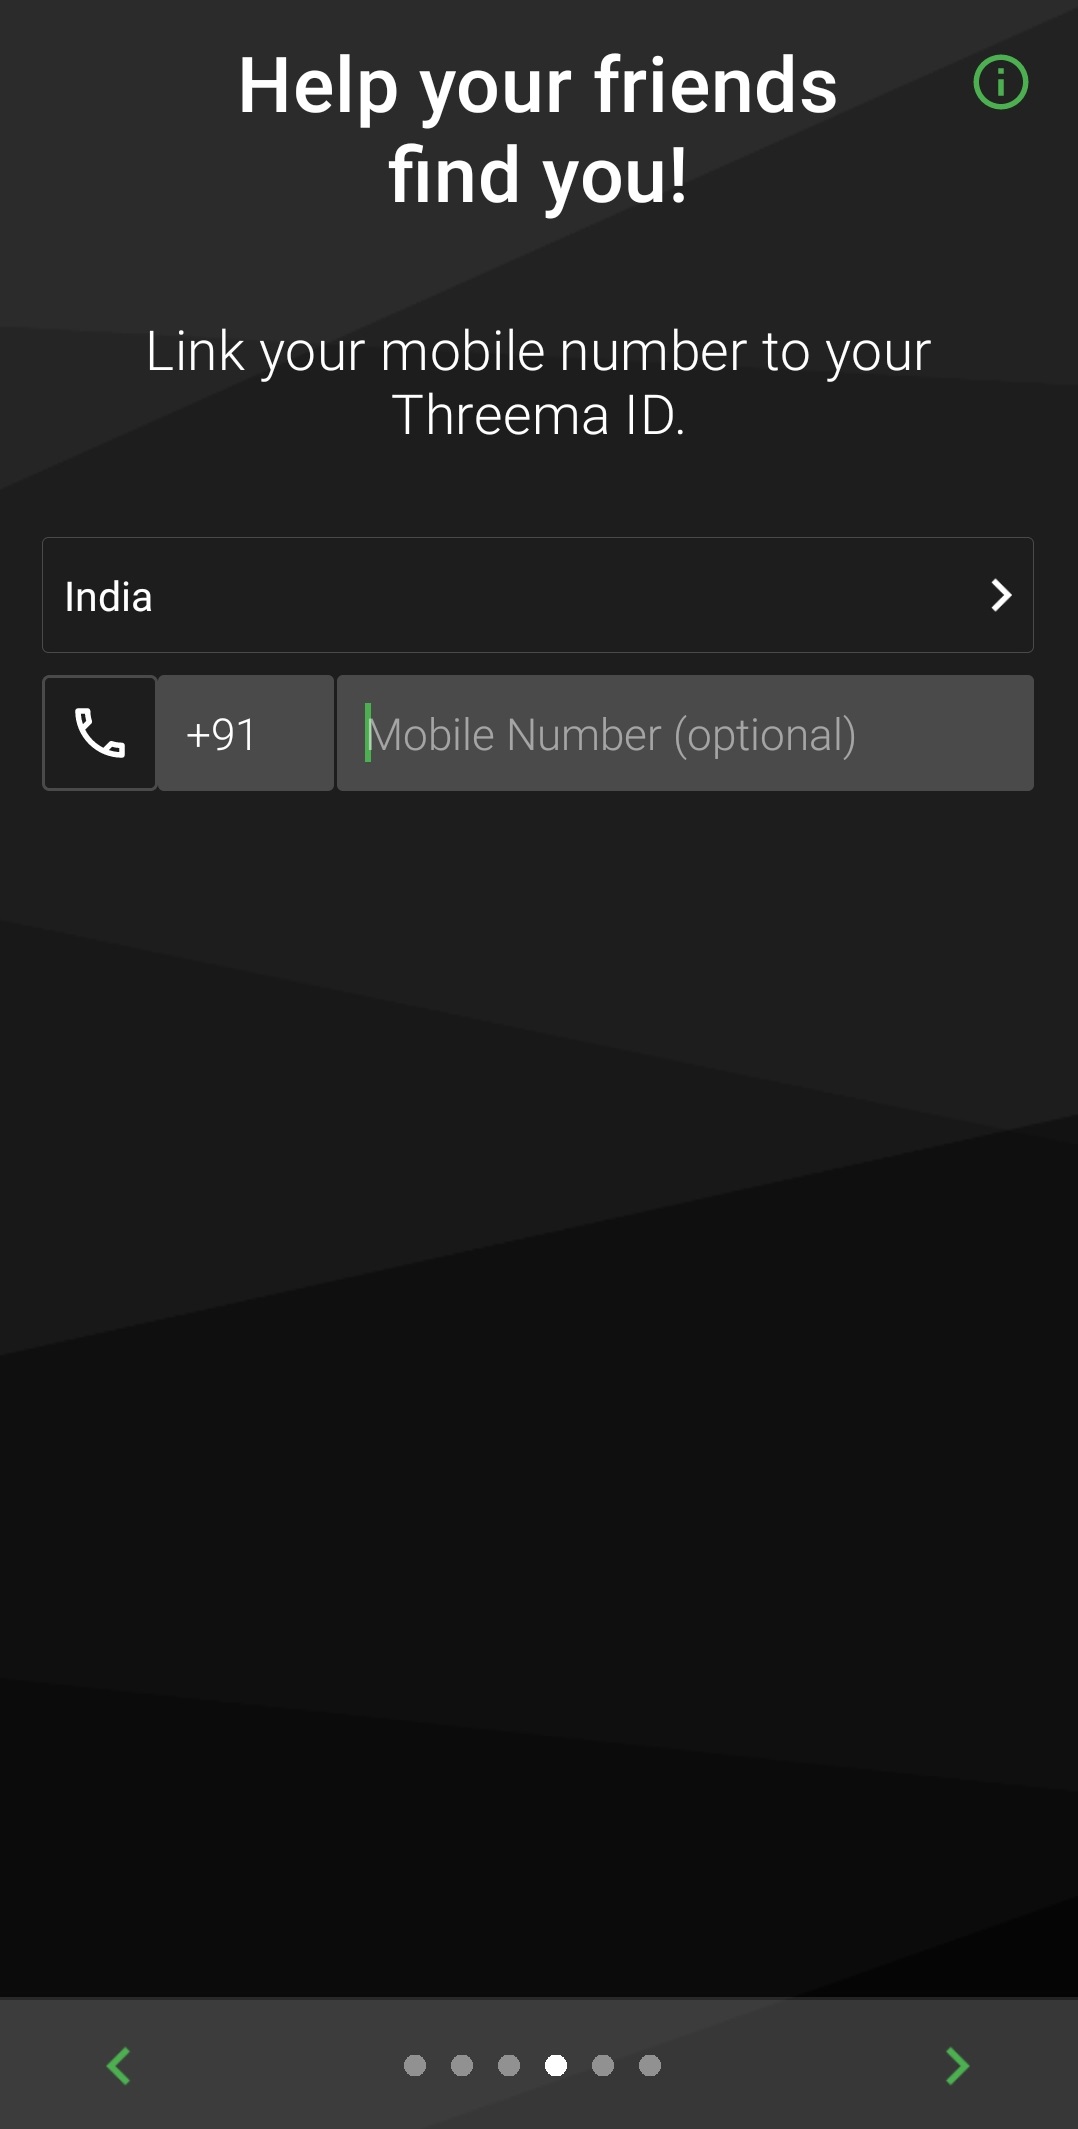 Help your friends
find you!
Link your mobile number to your
Threema ID.
India
+91
Mobile Number (optional)